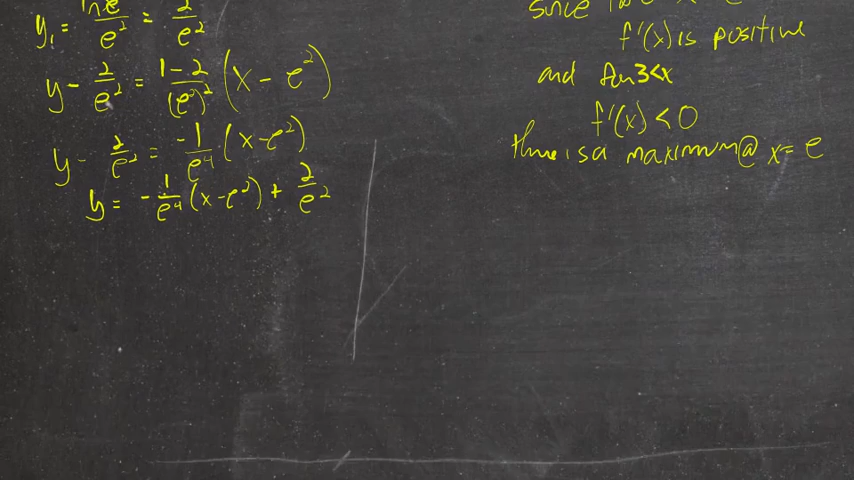 y₁ = ln e / e² = 2/e²
y - 2/e² = (1-2)/(e²)² (x - e²)
y - 2/e² = -1/e⁴ (x-e²)
y = -1/e⁴ (x-e²) + 2/e²
since
f'(x) is positive
and for 3<x
f'(x) < 0
there is a maximum @ x = e